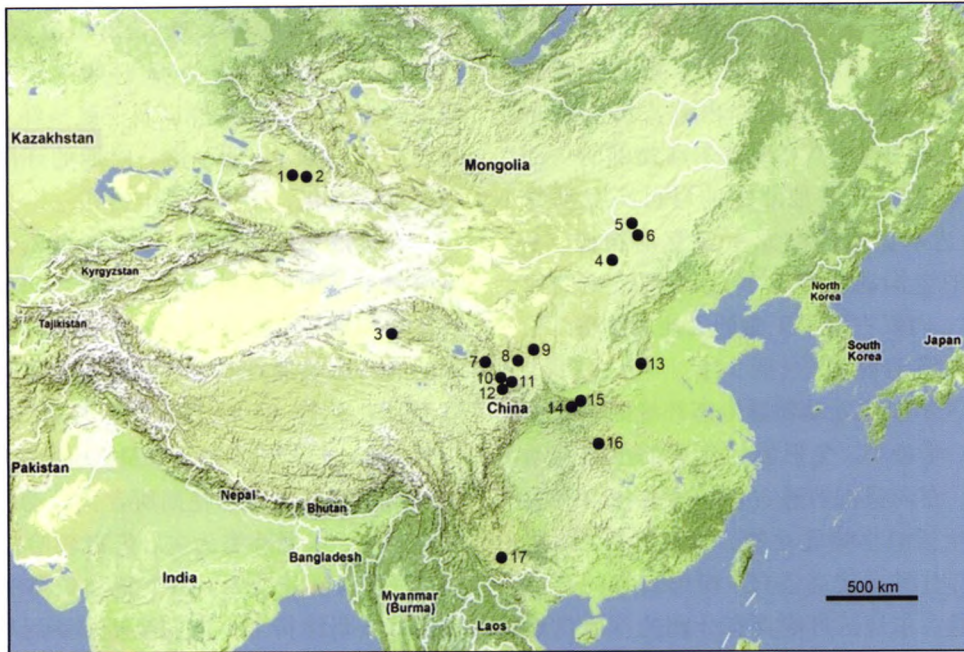 Kazakhstan
Mongolia
1
2
5
6
4
Kyrgyzstan
Tajikistan
North
Korea
South
Korea
Japan
3
7
8
9
10
11
12
13
China
14
15
16
Pakistan
Nepal
Bhutan
Bangladesh
India
17
Myanmar
(Burma)
Laos
500 km